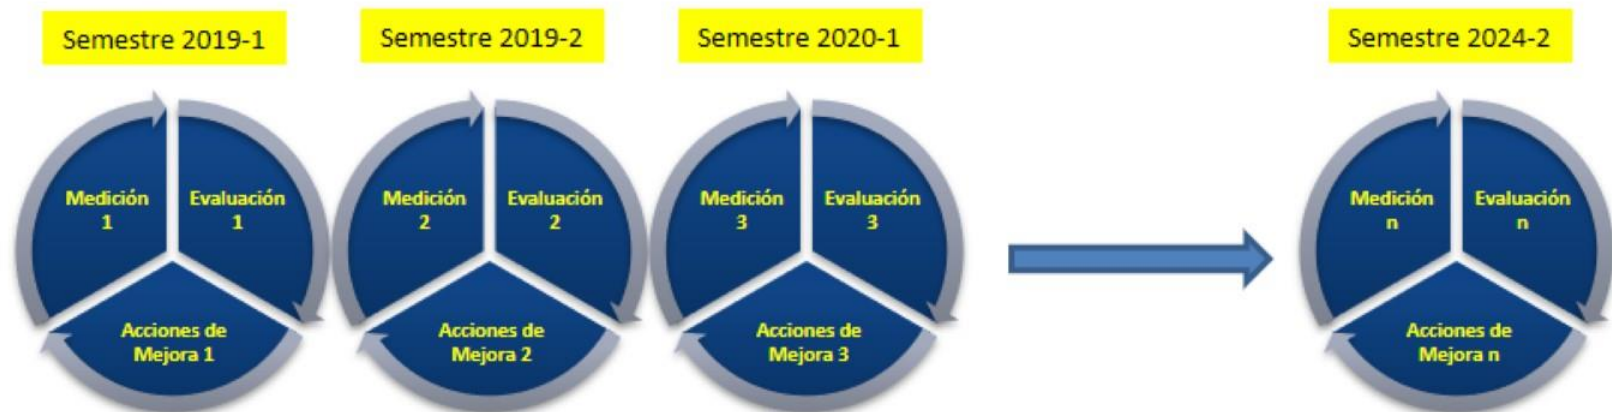 Semestre 2019-1
Semestre 2019-2
Semestre 2020-1
Semestre 2024-2
Medición
1
Evaluación
1
Acciones de
Mejora 1
Medición
2
Evaluación
2
Acciones de
Mejora 2
Medición
3
Evaluación
3
Acciones de
Mejora 3
Medición
n
Evaluación
n
Acciones de
Mejora n